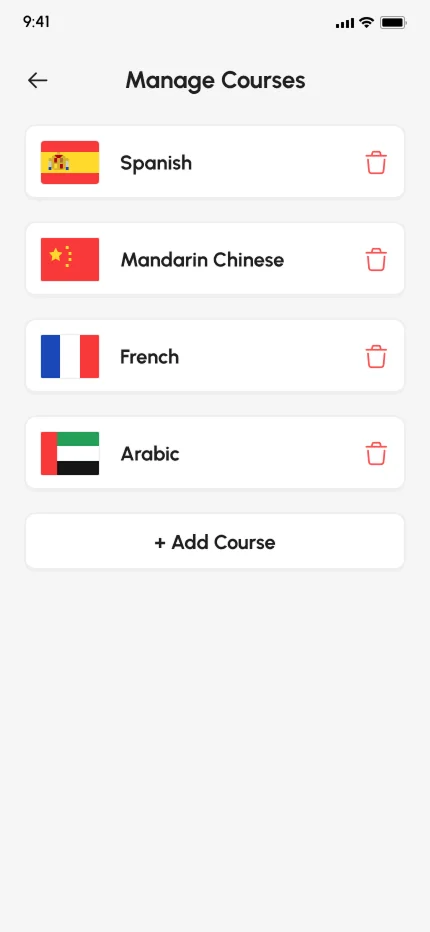 9:41
Manage Courses
Spanish
Mandarin Chinese
French
Arabic
+ Add Course